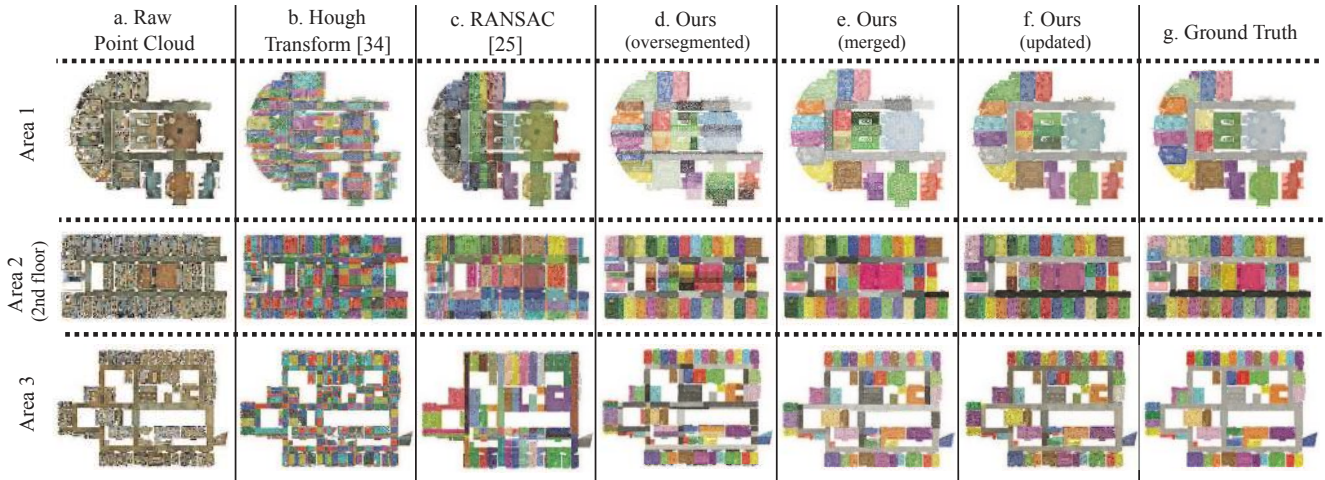 a. Raw
Point Cloud
b. Hough
Transform [34]
c. RANSAC
[25]
d. Ours
(oversegmented)
e. Ours
(merged)
f. Ours
(updated)
g. Ground Truth
Area 1
Area 2
(2nd floor)
Area 3